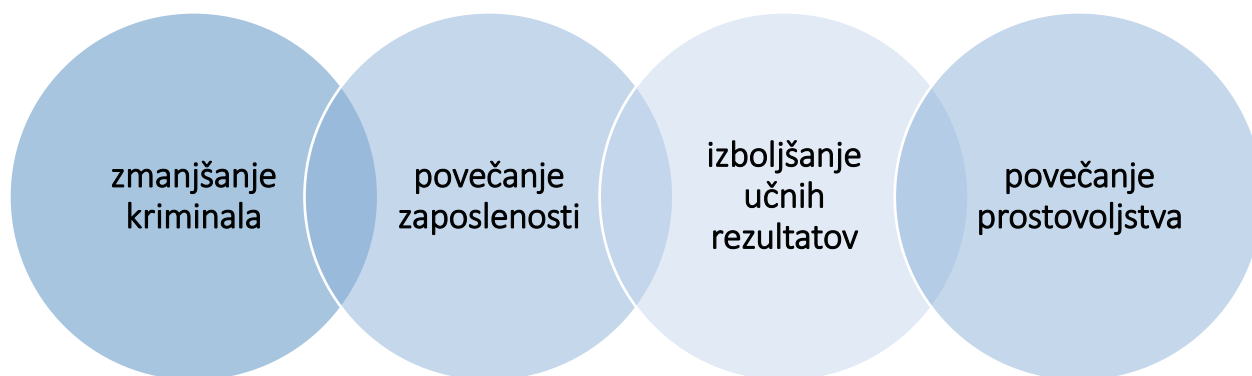 zmanjšanje
kriminala
povečanje
zaposlenosti
izboljšanje
učnih
rezultatov
povečanje
prostovoljstva